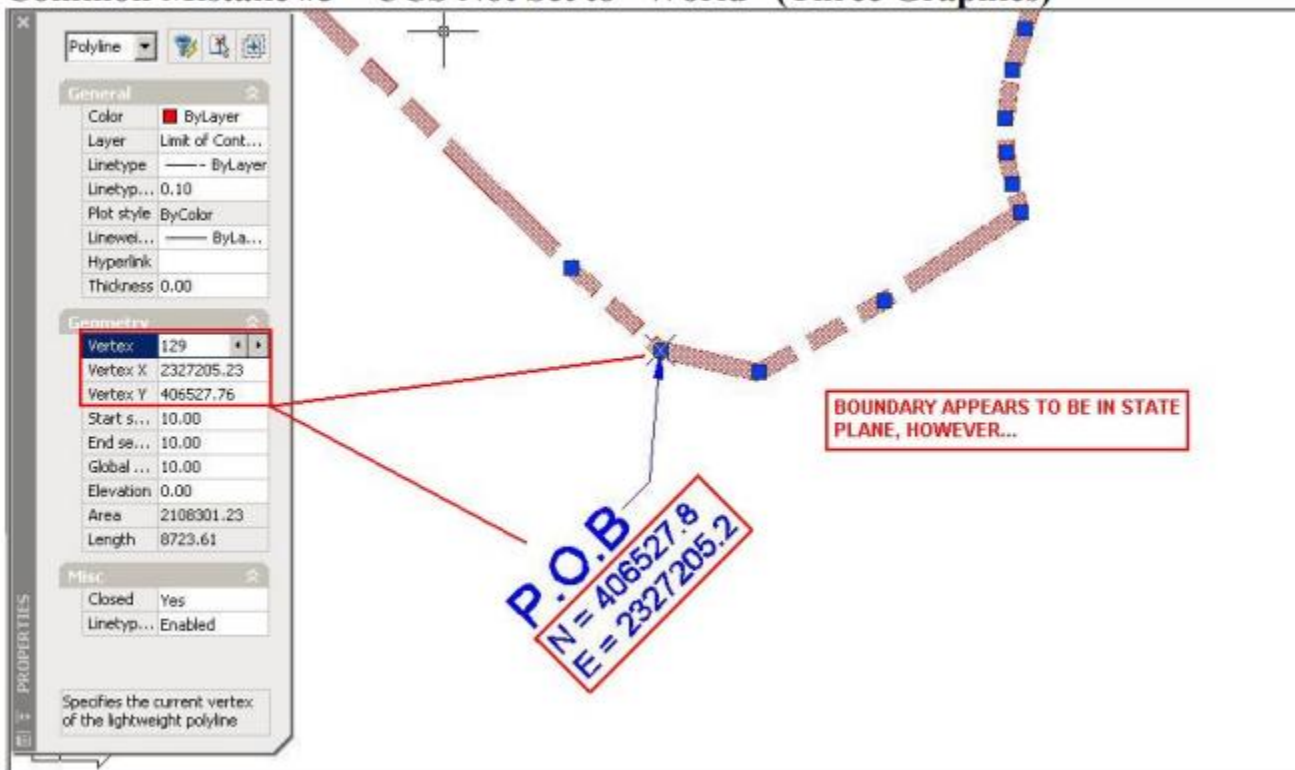 (Three Graphics)
Polyline
General
Color ByLayer
Layer Limit of Cont...
Linetype ByLayer
Linetyp... 0.10
Plot style ByColor
Linewei... ByLa...
Hyperlink
Thickness 0.00
Geometry
Vertex 129
Vertex X 2327205.23
Vertex Y 406527.76
Start s... 10.00
End se... 10.00
Global ... 10.00
Elevation 0.00
Area 2108301.23
Length 8723.61
Misc
Closed Yes
Linetyp... Enabled
Specifies the current vertex
of the lightweight polyline
PROPERTIES
BOUNDARY APPEARS TO BE IN STATE
PLANE, HOWEVER...
P.O.B
N = 406527.8
E = 2327205.2